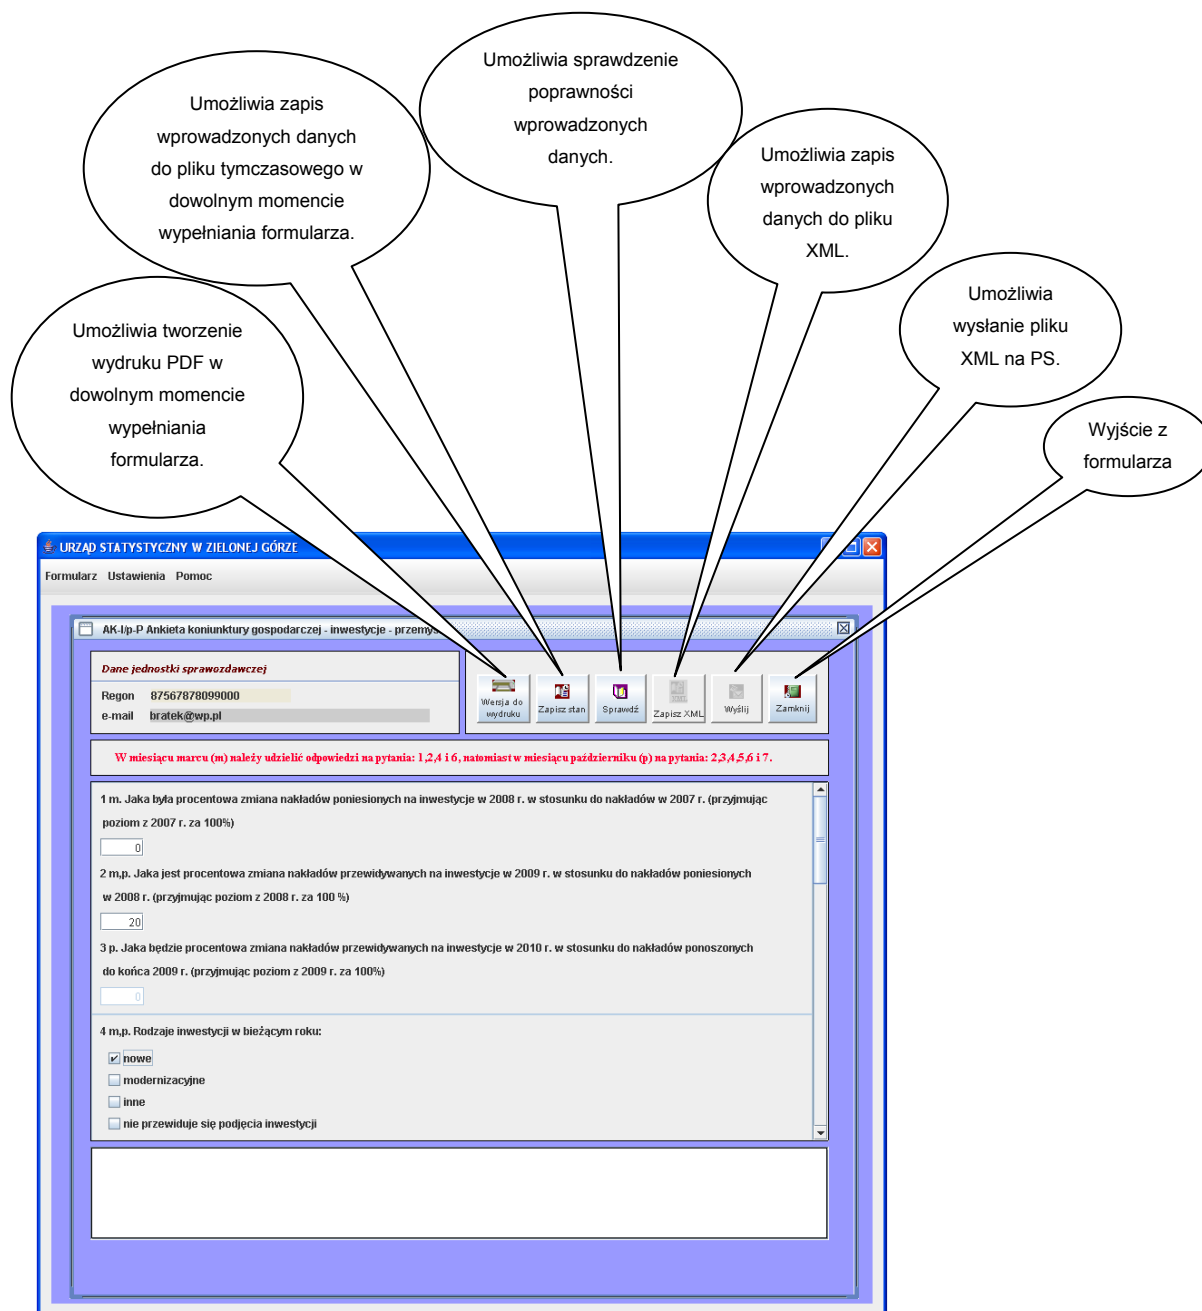 Umożliwia sprawdzenie
poprawności
wprowadzonych
danych.
Umożliwia zapis
wprowadzonych danych
do pliku tymczasowego w
dowolnym momencie
wypełniania formularza.
Umożliwia zapis
wprowadzonych
danych do pliku
XML.
Umożliwia
wysłanie pliku
XML na PS.
Umożliwia tworzenie
wydruku PDF w
dowolnym momencie
wypełniania
formularza.
Wyjście z
formularza
URZĄD STATYSTYCZNY W ZIELONEJ GÓRZE
Formularz Ustawienia Pomoc
AK-I/p-P Ankieta koniunktury gospodarczej - inwestycje - przemys
Dane jednostki sprawozdawczej
Regon 87567878099000
e-mail bratek@wp.pl
Wersja do
wydruku
Zapisz stan
Sprawdź
Zapisz XML
Wyślij
Zamknij
W miesiącu marcu (m) należy udzielić odpowiedzi na pytania: 1,2,4 i 6, natomiast w miesiącu październiku (p) na pytania: 2,3,4,5,6 i 7.
1 m. Jaka była procentowa zmiana nakładów poniesionych na inwestycje w 2008 r. w stosunku do nakładów w 2007 r. (przyjmując
poziom z 2007 r. za 100%)
0
2 m,p. Jaka jest procentowa zmiana nakładów przewidywanych na inwestycje w 2009 r. w stosunku do nakładów poniesionych
w 2008 r. (przyjmując poziom z 2008 r. za 100 %)
20
3 p. Jaka będzie procentowa zmiana nakładów przewidywanych na inwestycje w 2010 r. w stosunku do nakładów ponoszonych
do końca 2009 r. (przyjmując poziom z 2009 r. za 100%)
0
4 m,p. Rodzaje inwestycji w bieżącym roku:
nowe
modernizacyjne
inne
nie przewiduje się podjęcia inwestycji